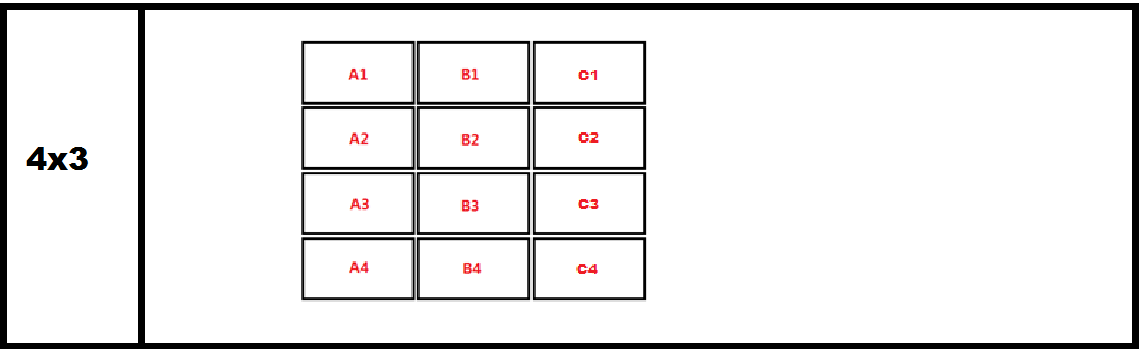 4x3
A1 B1 C1
A2 B2 C2
A3 B3 C3
A4 B4 C4